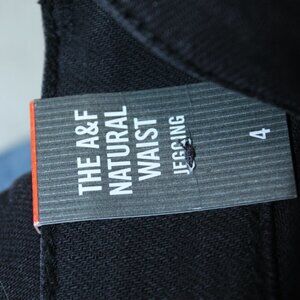 THE A&F
NATURAL
WAIST
JEGGING
4